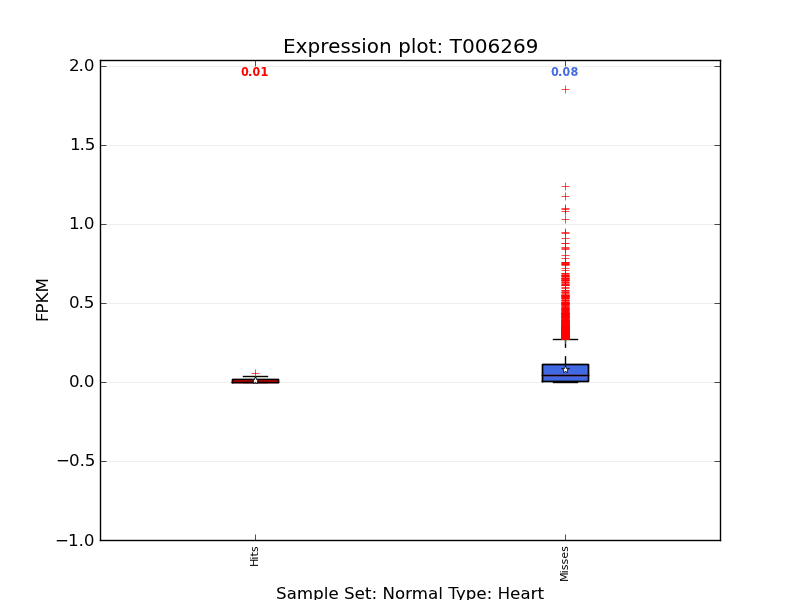 Expression plot: T006269
2.0
0.01
0.08
1.5
1.0
FPKM
0.5
0.0
−0.5
−1.0
Hits
Misses
Sample Set: Normal Type: Heart